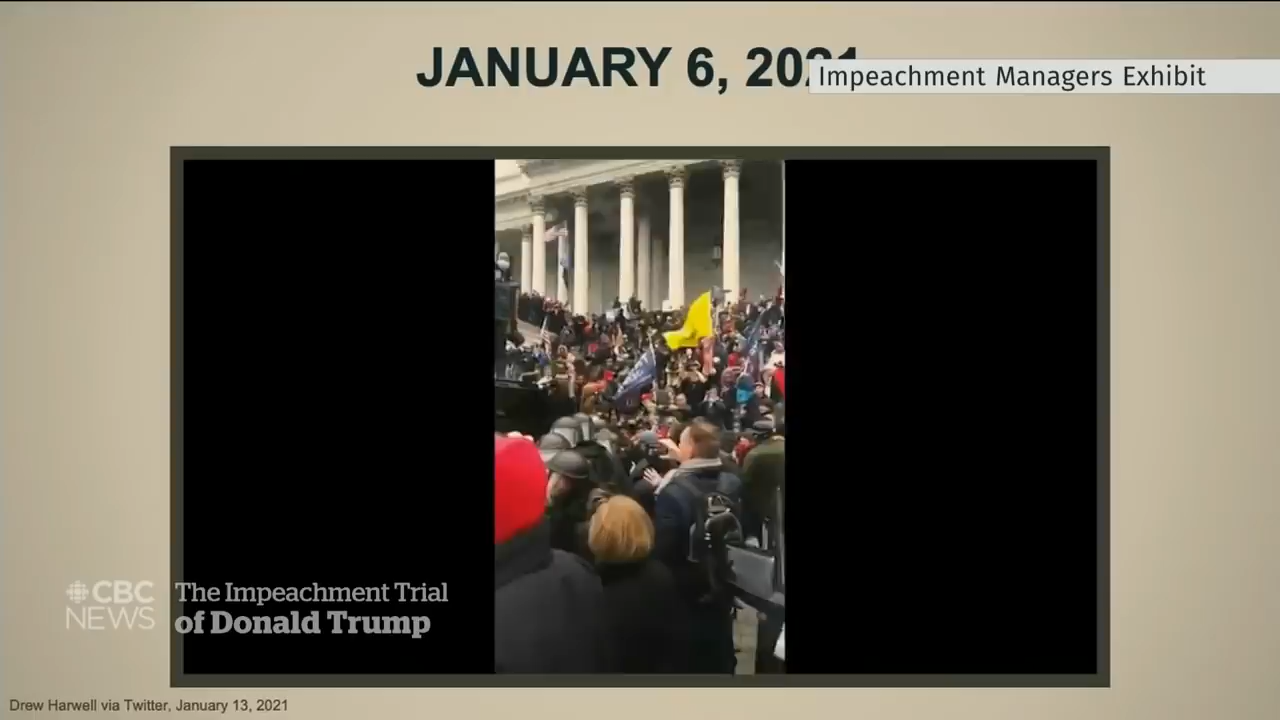 JANUARY 6, 2021
Impeachment Managers Exhibit
CBC
NEWS
The Impeachment Trial
of Donald Trump
Drew Harwell via Twitter, January 13, 2021